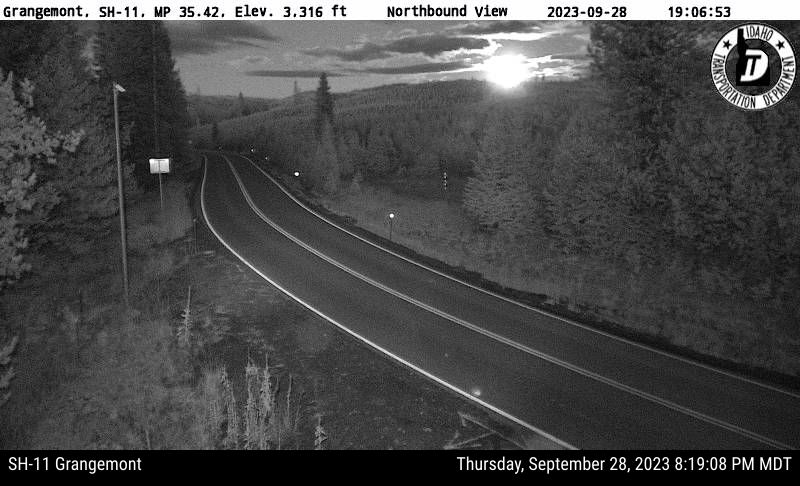 Grangemont, SH-11, MP 35.42, Elev. 3,316 ft Northbound View 2023-09-28 19:06:53
IDAHO
TRANSPORTATION DEPARTMENT
SH-11 Grangemont Thursday, September 28, 2023 8:19:08 PM MDT